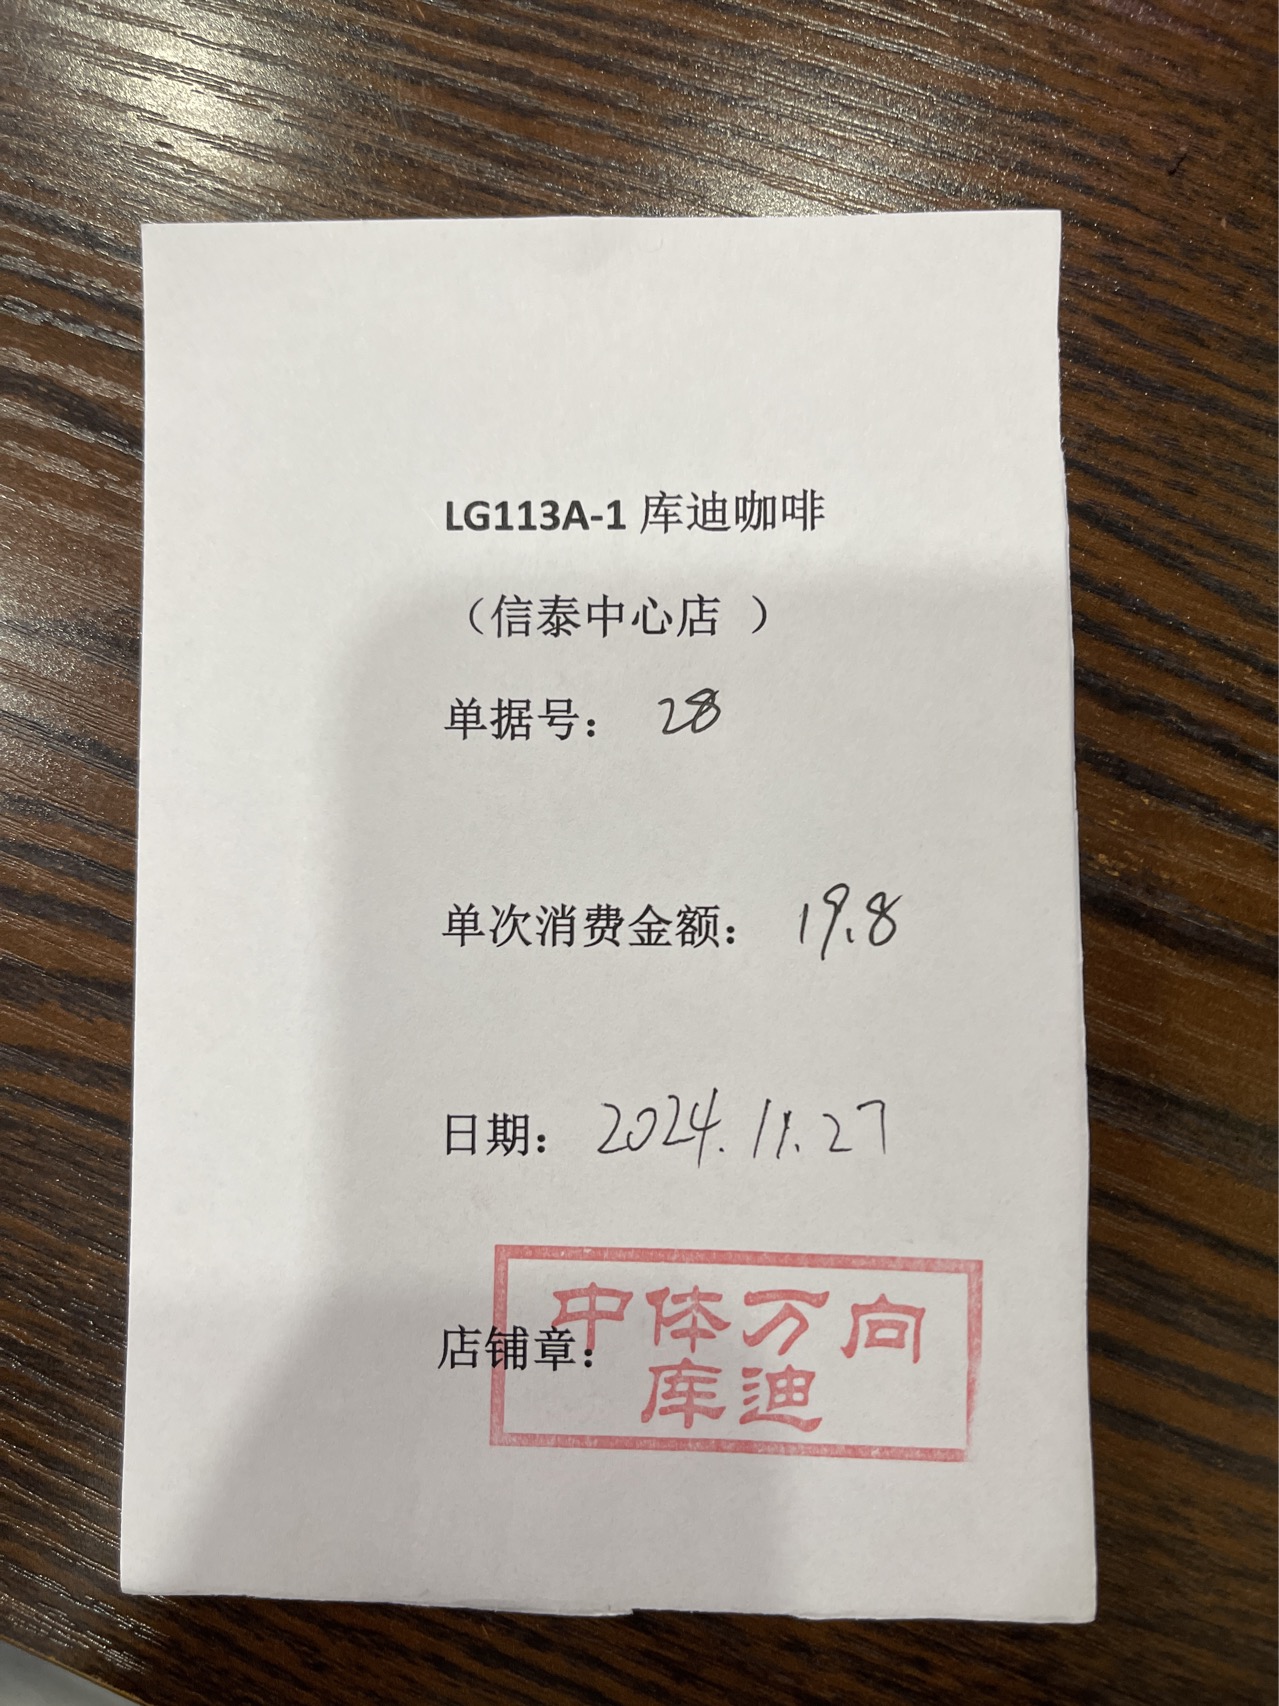 LG113A-1 库迪咖啡
（信泰中心店 ）
单据号： 28
单次消费金额： 19.8
日期： 2024.11.27
店铺章：
中体万向
库迪